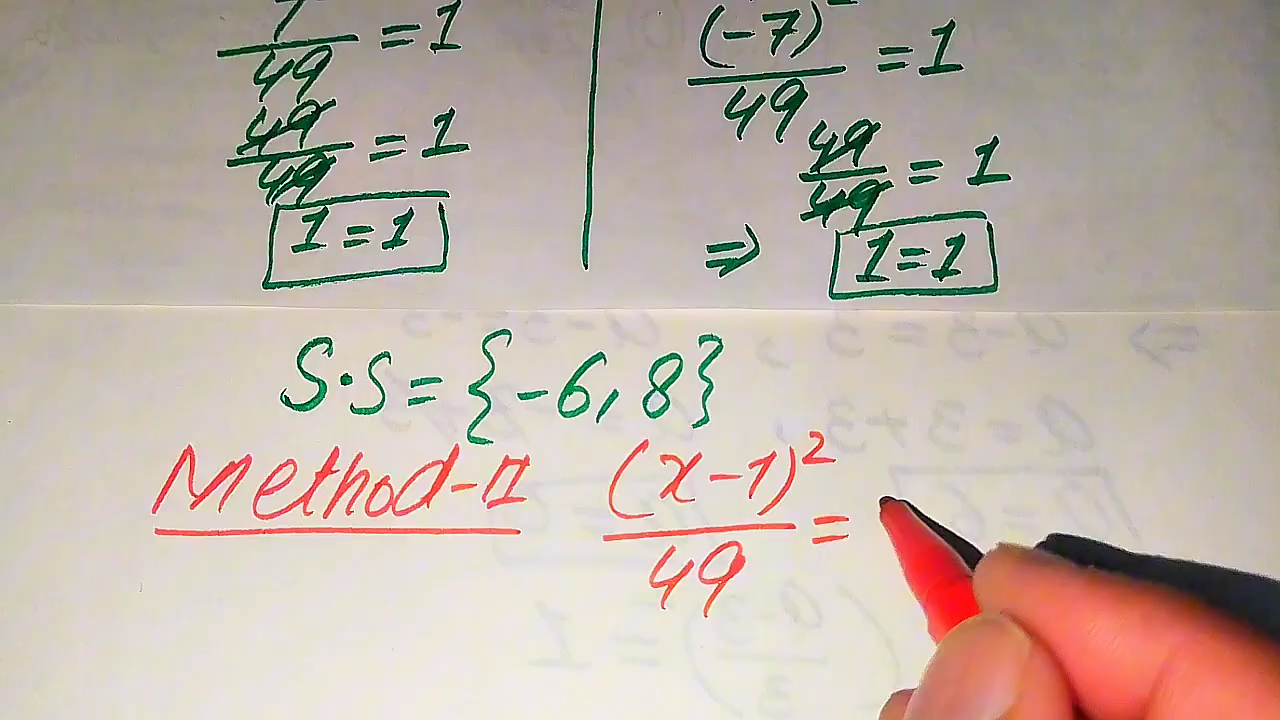 7/49 = 1
49/49 = 1
1 = 1
(-7)²/49 = 1
49/49 = 1
⇒ 1 = 1
S.S = {-6, 8}
Method-II (x-1)²/49 =